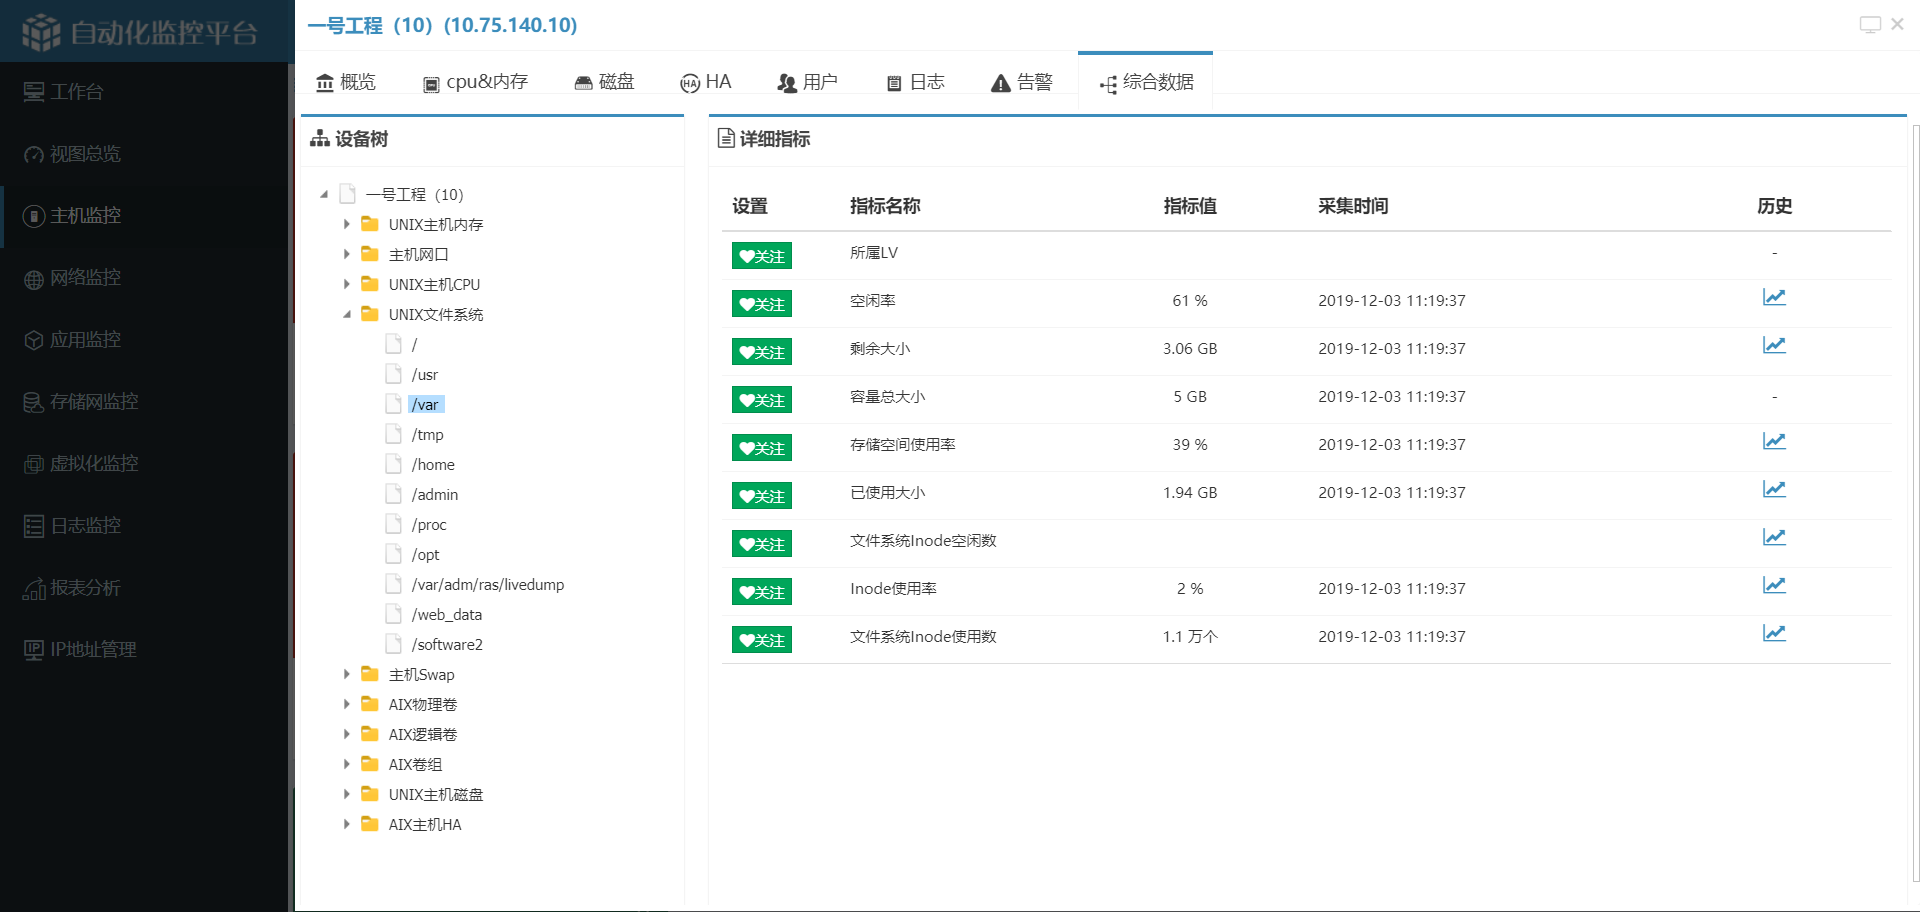 自动化监控平台
工作台
视图总览
主机监控
网络监控
应用监控
存储网监控
虚拟化监控
日志监控
报表分析
IP地址管理
一号工程（10）(10.75.140.10)
概览 cpu&内存 磁盘 HA 用户 日志 告警 综合数据
设备树
一号工程（10）
UNIX主机内存
主机网口
UNIX主机CPU
UNIX文件系统
/
/usr
/var
/tmp
/home
/admin
/proc
/opt
/var/adm/ras/livedump
/web_data
/software2
主机Swap
AIX物理卷
AIX逻辑卷
AIX卷组
UNIX主机磁盘
AIX主机HA
详细指标
设置 指标名称 指标值 采集时间 历史
关注 所属LV -
关注 空闲率 61 % 2019-12-03 11:19:37
关注 剩余大小 3.06 GB 2019-12-03 11:19:37
关注 容量总大小 5 GB 2019-12-03 11:19:37 -
关注 存储空间使用率 39 % 2019-12-03 11:19:37
关注 已使用大小 1.94 GB 2019-12-03 11:19:37
关注 文件系统Inode空闲数
关注 Inode使用率 2 % 2019-12-03 11:19:37
关注 文件系统Inode使用数 1.1 万个 2019-12-03 11:19:37